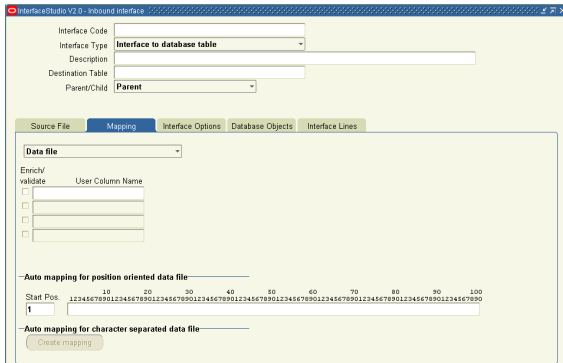 InterfaceStudio V2.0 - Inbound interface
Interface Code
Interface Type Interface to database table
Description
Destination Table
Parent/Child Parent
Source File Mapping Interface Options Database Objects Interface Lines
Data file
Enrich/
validate User Column Name
Auto mapping for position oriented data file
10 20 30 40 50 60 70 80 90 100
Start Pos. 1234567890123456789012345678901234567890123456789012345678901234567890123456789012345678901234567890
1
Auto mapping for character separated data file
Create mapping